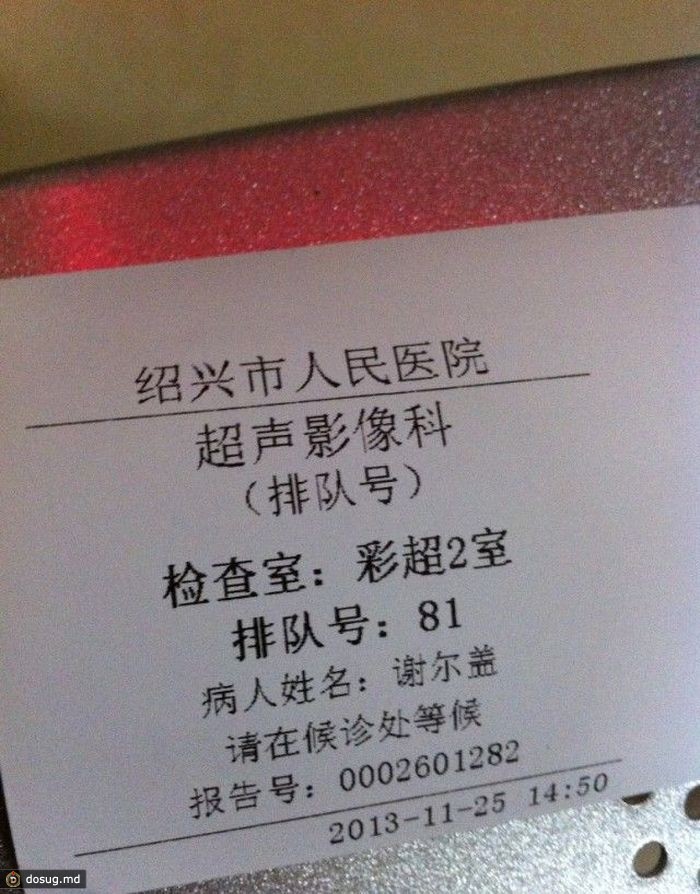 绍兴市人民医院
超声影像科
（排队号）
检查室：彩超2室
排队号：81
病人姓名：谢尔盖
请在候诊处等候
报告号：0002601282
2013-11-25 14:50
dosug.md